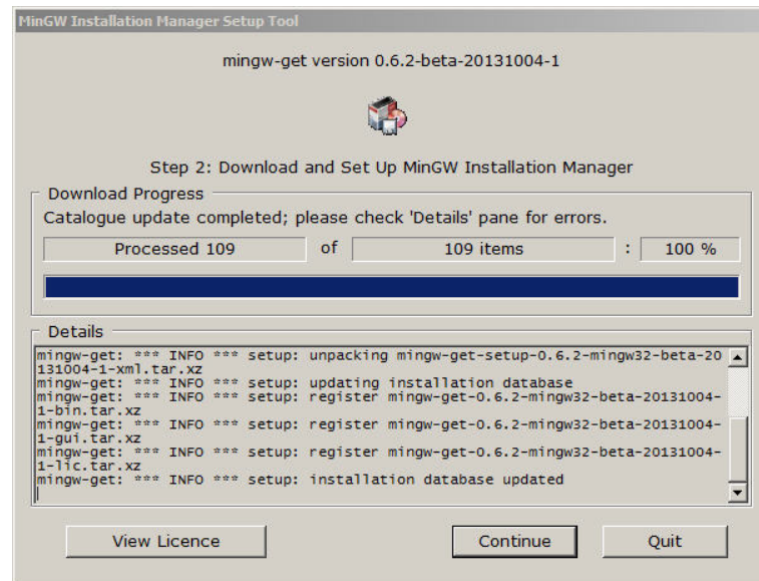 MinGW Installation Manager Setup Tool
mingw-get version 0.6.2-beta-20131004-1
Step 2: Download and Set Up MinGW Installation Manager
Download Progress
Catalogue update completed; please check 'Details' pane for errors.
Processed 109 of 109 items : 100 %
Details
mingw-get: *** INFO *** setup: unpacking mingw-get-setup-0.6.2-mingw32-beta-20
131004-1-xml.tar.xz
mingw-get: *** INFO *** setup: updating installation database
mingw-get: *** INFO *** setup: register mingw-get-0.6.2-mingw32-beta-20131004-
1-bin.tar.xz
mingw-get: *** INFO *** setup: register mingw-get-0.6.2-mingw32-beta-20131004-
1-gui.tar.xz
mingw-get: *** INFO *** setup: register mingw-get-0.6.2-mingw32-beta-20131004-
1-lic.tar.xz
mingw-get: *** INFO *** setup: installation database updated
View Licence Continue Quit